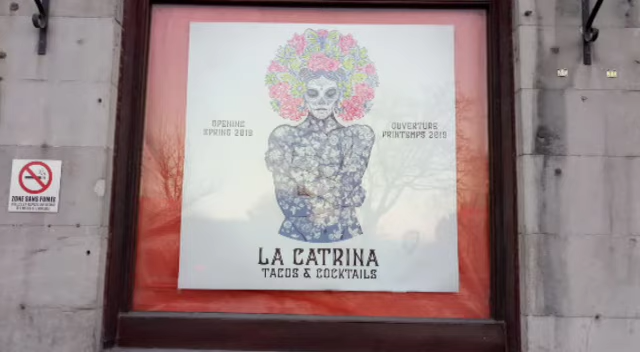 OPENING
SPRING 2019
OUVERTURE
PRINTEMPS 2019
LA CATRINA
TACOS & COCKTAILS
ZONE SANS FUMÉE